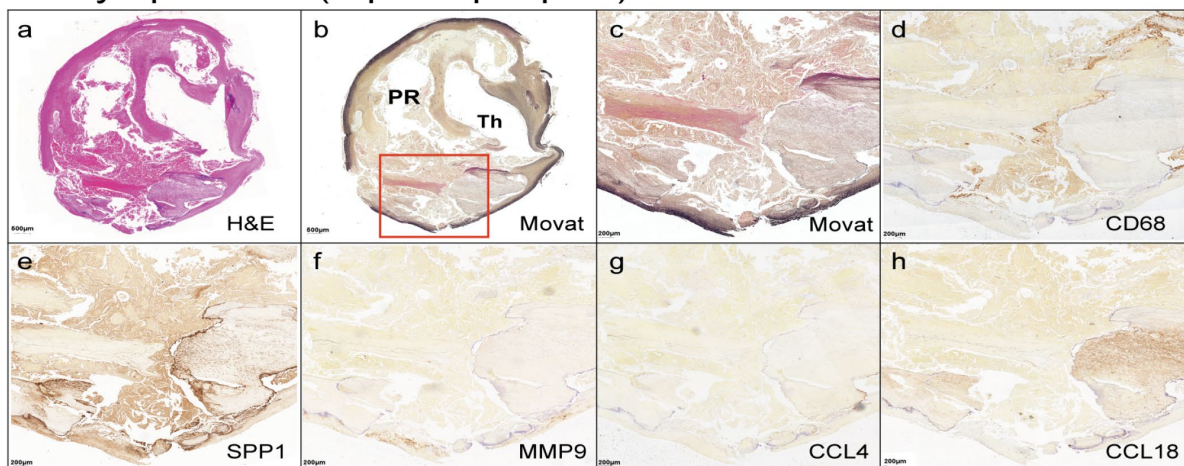 a
H&E
500µm
b
PR
Th
Movat
500µm
c
Movat
200µm
d
CD68
200µm
e
SPP1
200µm
f
MMP9
200µm
g
CCL4
200µm
h
CCL18
200µm